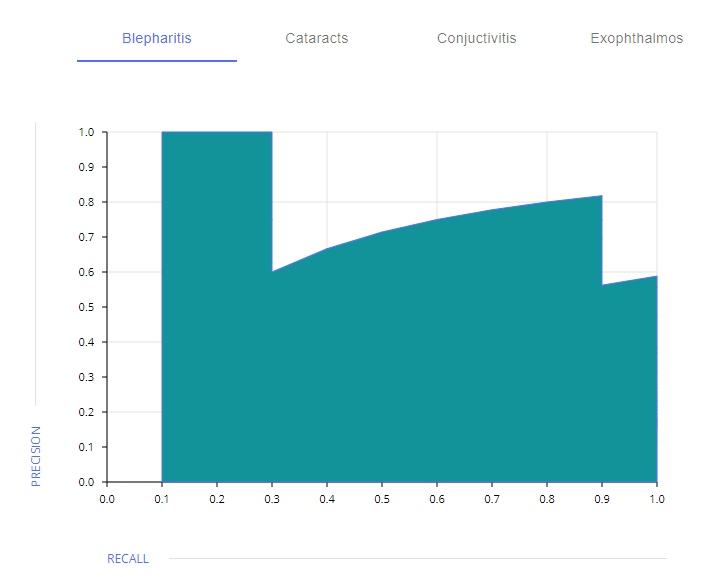 Blepharitis Cataracts Conjuctivitis Exophthalmos
1.0
0.9
0.8
0.7
0.6
0.5
0.4
0.3
0.2
0.1
0.0
0.0 0.1 0.2 0.3 0.4 0.5 0.6 0.7 0.8 0.9 1.0
PRECISION
RECALL